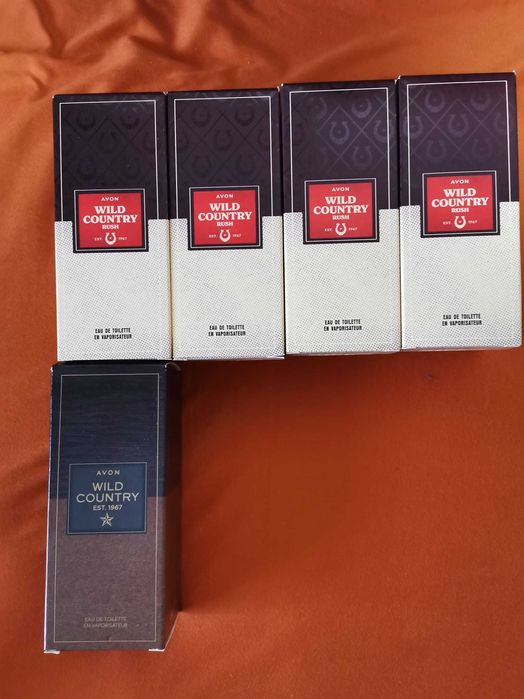 AVON
WILD
COUNTRY
RUSH
EST. 1967
EAU DE TOILETTE
EN VAPORISATEUR
AVON
WILD
COUNTRY
RUSH
EST. 1967
EAU DE TOILETTE
EN VAPORISATEUR
AVON
WILD
COUNTRY
RUSH
EST. 1967
EAU DE TOILETTE
EN VAPORISATEUR
AVON
WILD
COUNTRY
RUSH
EST. 1967
EAU DE TOILETTE
EN VAPORISATEUR
AVON
WILD
COUNTRY
EST. 1967
EAU DE TOILETTE
EN VAPORISATEUR